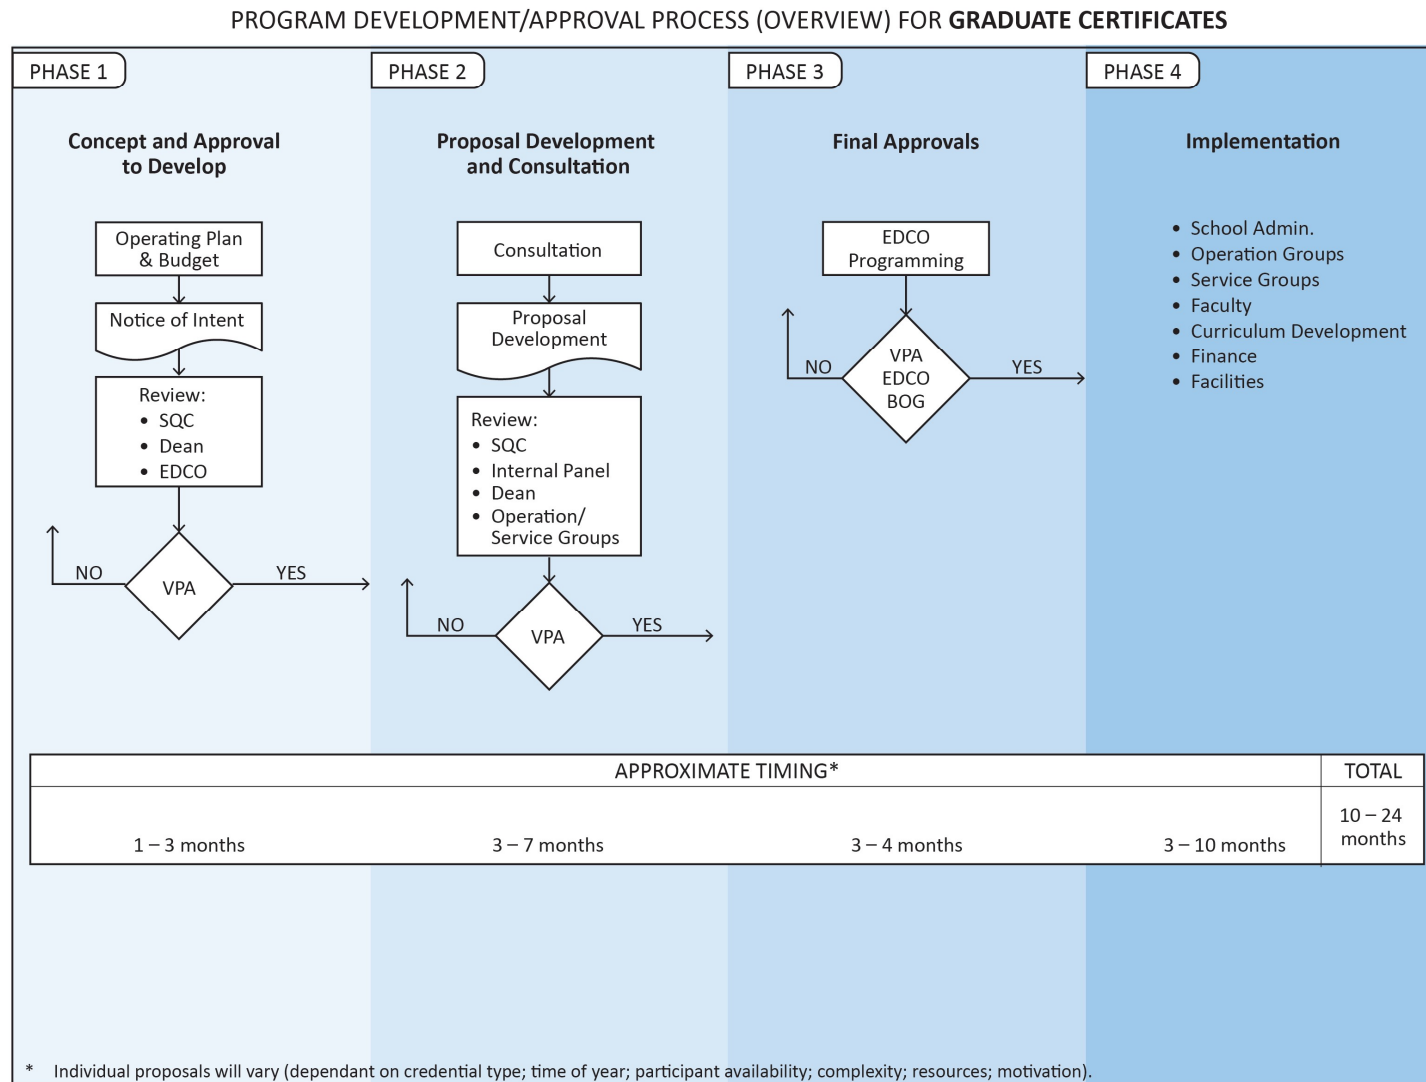 PROGRAM DEVELOPMENT/APPROVAL PROCESS (OVERVIEW) FOR GRADUATE CERTIFICATES
PHASE 1
Concept and Approval
to Develop
Operating Plan
& Budget
Notice of Intent
Review:
• SQC
• Dean
• EDCO
VPA
NO
YES
PHASE 2
Proposal Development
and Consultation
Consultation
Proposal
Development
Review:
• SQC
• Internal Panel
• Dean
• Operation/
Service Groups
VPA
NO
YES
PHASE 3
Final Approvals
EDCO
Programming
VPA
EDCO
BOG
NO
YES
PHASE 4
Implementation
• School Admin.
• Operation Groups
• Service Groups
• Faculty
• Curriculum Development
• Finance
• Facilities
APPROXIMATE TIMING*
TOTAL
1 – 3 months
3 – 7 months
3 – 4 months
3 – 10 months
10 – 24
months
* Individual proposals will vary (dependant on credential type; time of year; participant availability; complexity; resources; motivation).